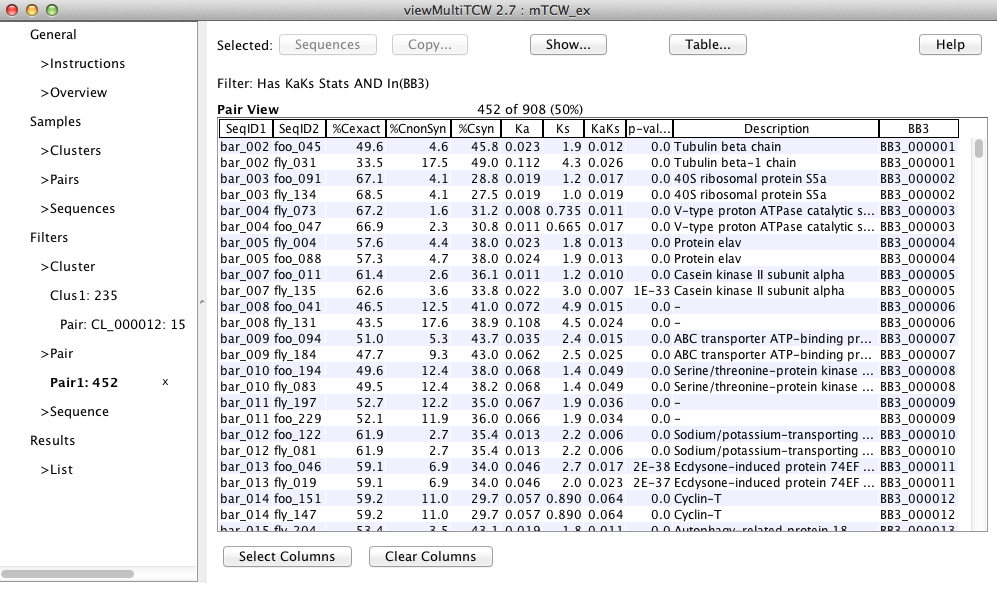 viewMultiTCW 2.7 : mTCW_ex
General
>Instructions
>Overview
Samples
>Clusters
>Pairs
>Sequences
Filters
>Cluster
Clus1: 235
Pair: CL_000012: 15
>Pair
Pair1: 452 x
>Sequence
Results
>List
Selected: Sequences Copy... Show... Table... Help
Filter: Has KaKs Stats AND In(BB3)
Pair View 452 of 908 (50%)
SeqID1 SeqID2 %Cexact %CnonSyn %Csyn Ka Ks KaKs p-val... Description BB3
bar_002 foo_045 49.6 4.6 45.8 0.023 1.9 0.012 0.0 Tubulin beta chain BB3_000001
bar_002 fly_031 33.5 17.5 49.0 0.112 4.3 0.026 0.0 Tubulin beta-1 chain BB3_000001
bar_003 foo_091 67.1 4.1 28.8 0.019 1.2 0.017 0.0 40S ribosomal protein S5a BB3_000002
bar_003 fly_134 68.5 4.1 27.5 0.019 1.0 0.019 0.0 40S ribosomal protein S5a BB3_000002
bar_004 fly_073 67.2 1.6 31.2 0.008 0.735 0.011 0.0 V-type proton ATPase catalytic s... BB3_000003
bar_004 foo_047 66.9 2.3 30.8 0.011 0.665 0.017 0.0 V-type proton ATPase catalytic s... BB3_000003
bar_005 fly_004 57.6 4.4 38.0 0.023 1.8 0.013 0.0 Protein elav BB3_000004
bar_005 foo_088 57.3 4.7 38.0 0.024 1.9 0.013 0.0 Protein elav BB3_000004
bar_007 foo_011 61.4 2.6 36.1 0.011 1.2 0.010 0.0 Casein kinase II subunit alpha BB3_000005
bar_007 fly_135 62.6 3.6 33.8 0.022 3.0 0.007 1E-33 Casein kinase II subunit alpha BB3_000005
bar_008 foo_041 46.5 12.5 41.0 0.072 4.9 0.015 0.0 - BB3_000006
bar_008 fly_131 43.5 17.6 38.9 0.108 4.5 0.024 0.0 - BB3_000006
bar_009 foo_094 51.0 5.3 43.7 0.035 2.4 0.015 0.0 ABC transporter ATP-binding pr... BB3_000007
bar_009 fly_184 47.7 9.3 43.0 0.062 2.5 0.025 0.0 ABC transporter ATP-binding pr... BB3_000007
bar_010 foo_194 49.6 12.4 38.0 0.068 1.4 0.049 0.0 Serine/threonine-protein kinase ... BB3_000008
bar_010 fly_083 49.5 12.4 38.2 0.068 1.4 0.049 0.0 Serine/threonine-protein kinase ... BB3_000008
bar_011 fly_197 52.7 12.2 35.0 0.067 1.9 0.036 0.0 - BB3_000009
bar_011 foo_229 52.1 11.9 36.0 0.066 1.9 0.034 0.0 - BB3_000009
bar_012 foo_122 61.9 2.7 35.4 0.013 2.2 0.006 0.0 Sodium/potassium-transporting ... BB3_000010
bar_012 fly_081 61.9 2.7 35.4 0.013 2.2 0.006 0.0 Sodium/potassium-transporting ... BB3_000010
bar_013 foo_046 59.1 6.9 34.0 0.046 2.7 0.017 2E-38 Ecdysone-induced protein 74EF ... BB3_000011
bar_013 fly_019 59.1 6.9 34.0 0.046 2.0 0.023 2E-37 Ecdysone-induced protein 74EF ... BB3_000011
bar_014 foo_151 59.2 11.0 29.7 0.057 0.890 0.064 0.0 Cyclin-T BB3_000012
bar_014 fly_147 59.2 11.0 29.7 0.057 0.890 0.064 0.0 Cyclin-T BB3_000012
bar_015 fly_204 53.4 3.5 43.1 0.019 1.8 0.011 0.0 Autophagy-related protein 18 BB3_000013
Select Columns Clear Columns